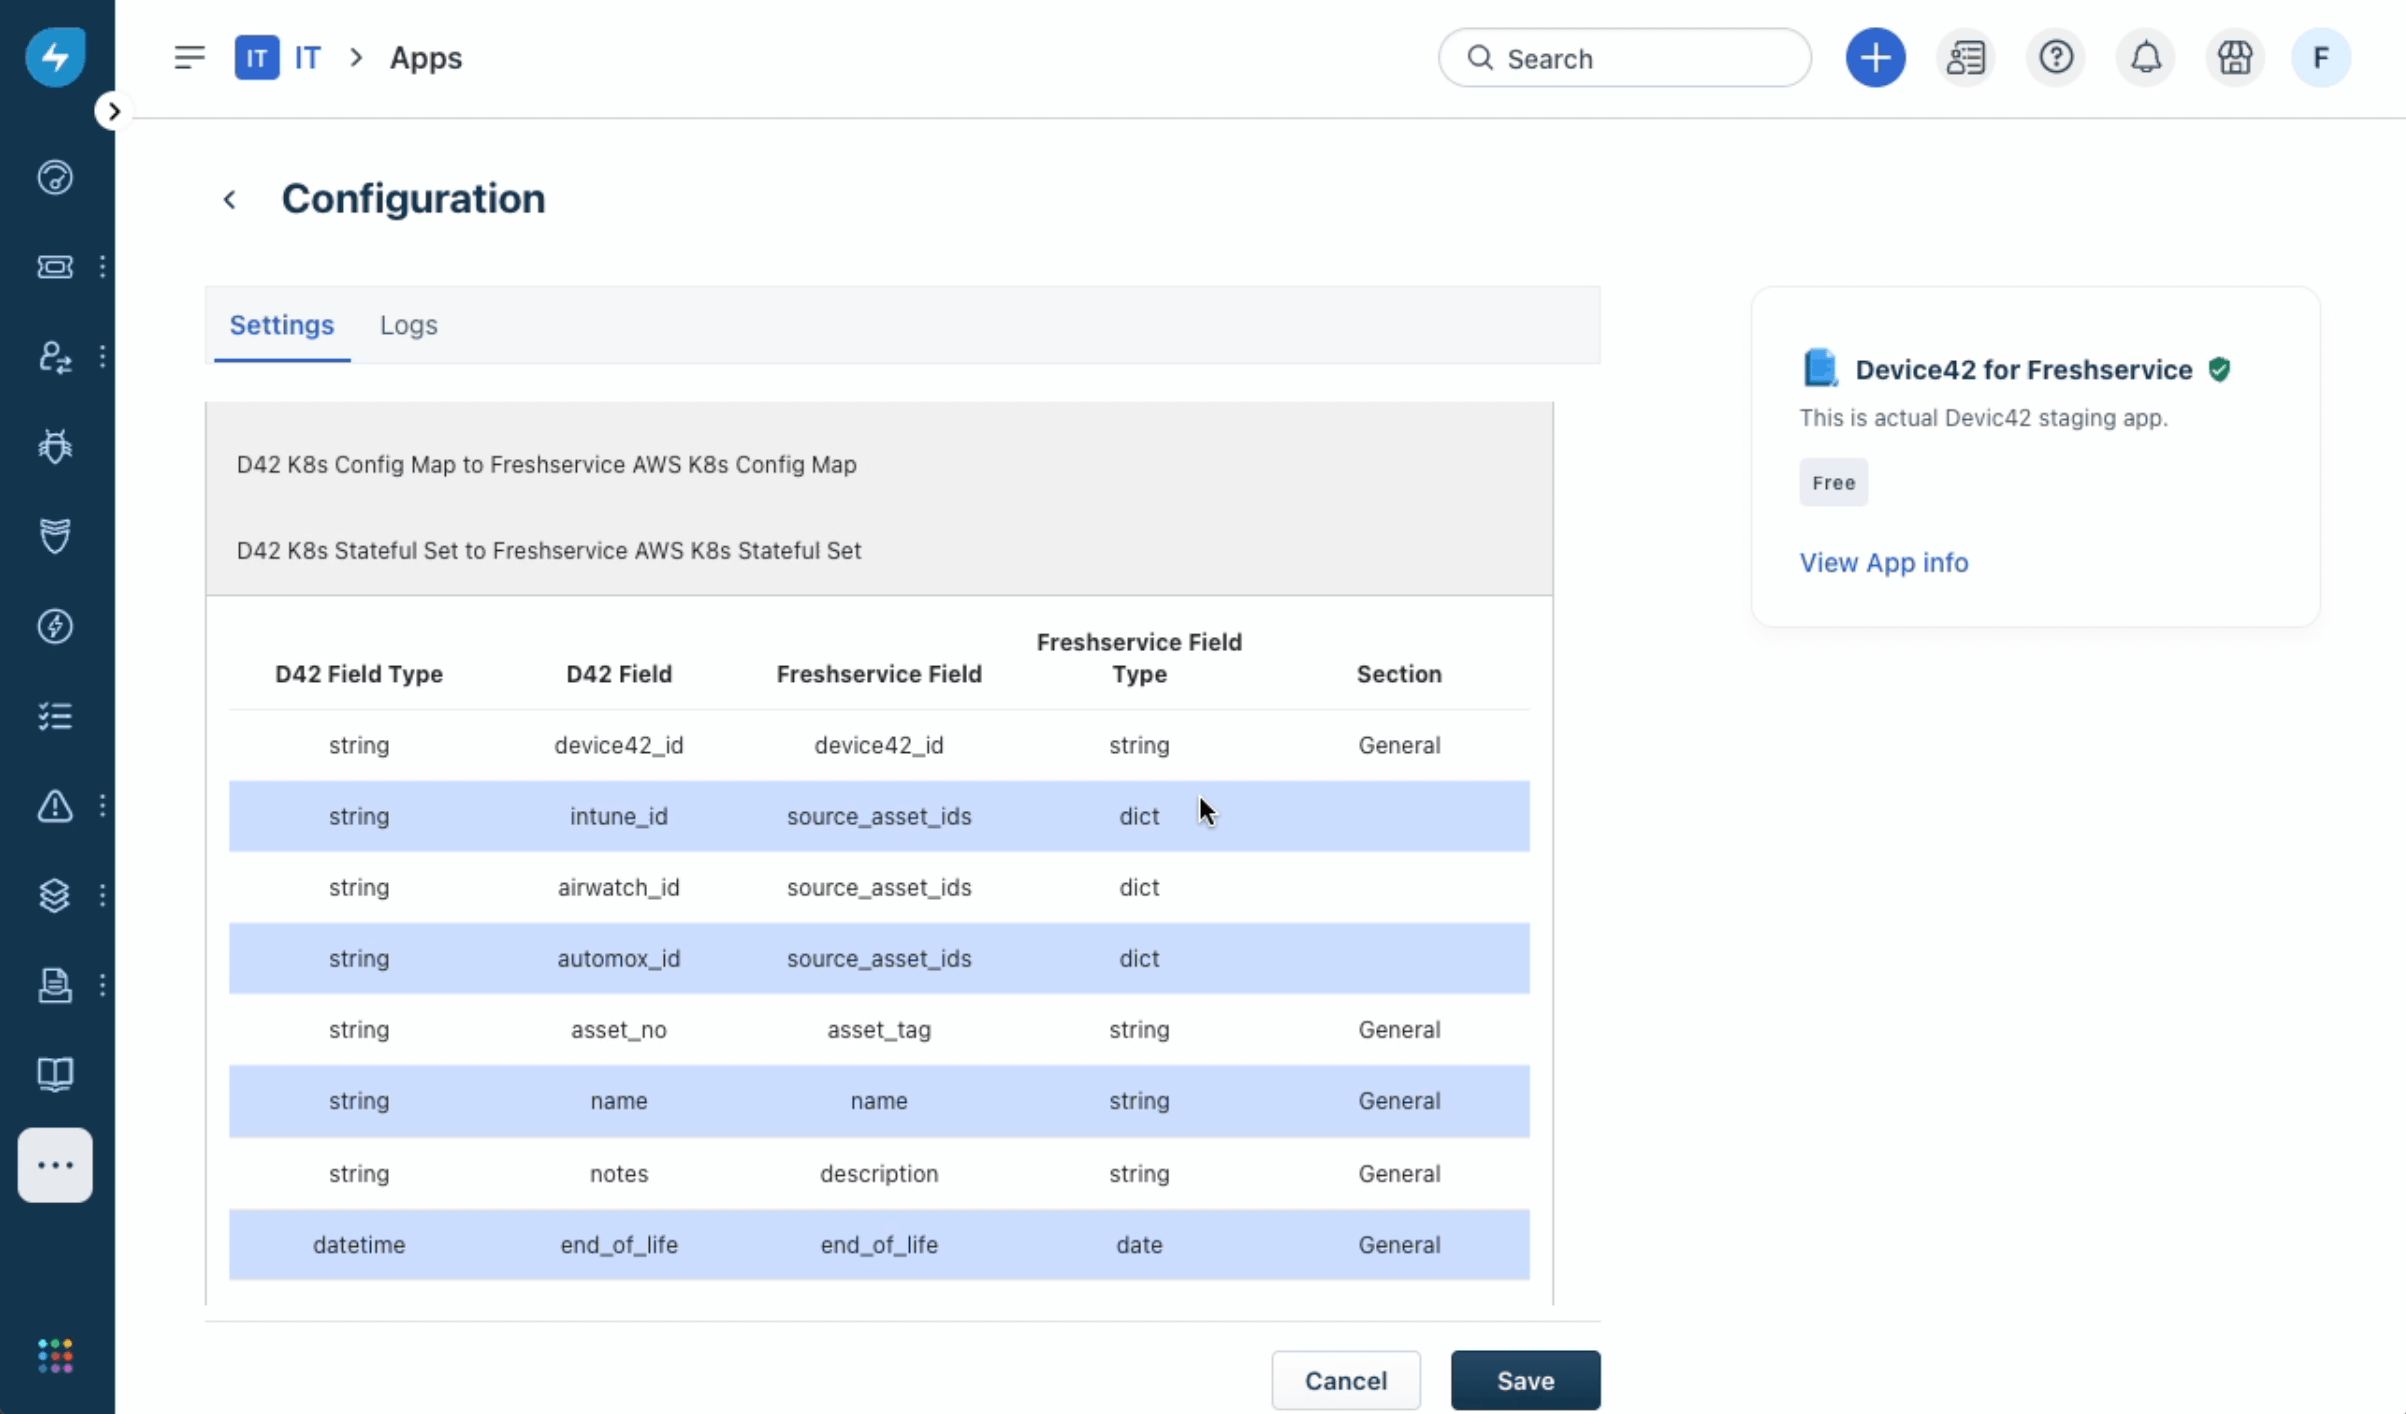 IT IT > Apps
Search
F
Configuration
Settings Logs
D42 K8s Config Map to Freshservice AWS K8s Config Map
D42 K8s Stateful Set to Freshservice AWS K8s Stateful Set
D42 Field Type D42 Field Freshservice Field Freshservice Field Type Section
string device42_id device42_id string General
string intune_id source_asset_ids dict
string airwatch_id source_asset_ids dict
string automox_id source_asset_ids dict
string asset_no asset_tag string General
string name name string General
string notes description string General
datetime end_of_life end_of_life date General
Cancel Save
Device42 for Freshservice
This is actual Devic42 staging app.
Free
View App info